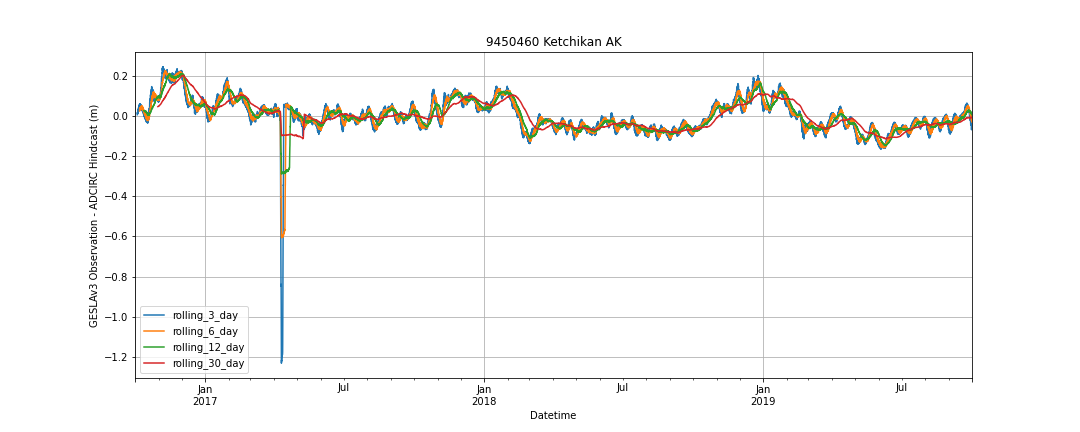 9450460 Ketchikan AK
GESLAv3 Observation - ADCIRC Hindcast (m)
0.2
0.0
−0.2
−0.4
−0.6
−0.8
−1.0
−1.2
rolling_3_day
rolling_6_day
rolling_12_day
rolling_30_day
Jan
2017
Jul
Jan
2018
Jul
Jan
2019
Jul
Datetime